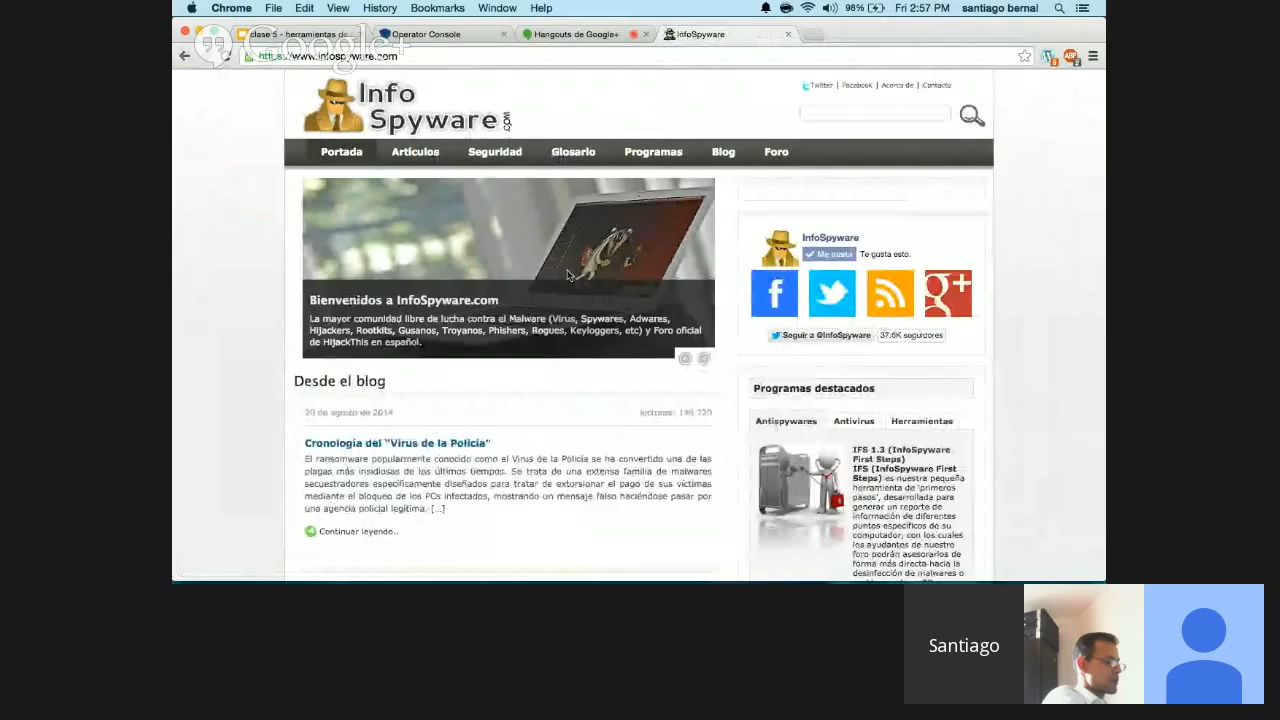 Chrome File Edit View History Bookmarks Window Help 98% Fri 2:57 PM santiago bernal
clase 5 - herramientas de
Operator Console
Hangouts de Google+
InfoSpyware
Google+
https://www.infospyware.com
Info
Spyware
.com
Twitter | Facebook | Acerca de | Contacto
Portada Artículos Seguridad Glosario Programas Blog Foro
Bienvenidos a InfoSpyware.com
La mayor comunidad libre de lucha contra el Malware (Virus, Spywares, Adwares,
Hijackers, Rootkits, Gusanos, Troyanos, Phishers, Rogues, Keyloggers, etc) y Foro oficial
de HijackThis en español.
InfoSpyware
Me gusta Te gusta esto.
Seguir a @InfoSpyware 37.6K seguidores
Desde el blog
20 de agosto de 2014
lecturas:
Cronología del "Virus de la Policía"
El ransomware popularmente conocido como el Virus de la Policía se ha convertido una de las
plagas más insidiosas de los últimos tiempos. Se trata de una extensa familia de malwares
secuestradores específicamente diseñados para tratar de extorsionar el pago de sus víctimas
mediante el bloqueo de los PCs infectados, mostrando un mensaje falso haciéndose pasar por
una agencia policial legítima. [...]
Continuar leyendo..
Programas destacados
Antispywares Antivirus Herramientas
IFS 1.3 (InfoSpyware
First Steps)
IFS (InfoSpyware First
Steps) es nuestra pequeña
herramienta de 'primeros
pasos', desarrollada para
generar un reporte de
información de diferentes
puntos específicos de su
computador, con los cuales
los ayudantes de nuestro
foro podrán asesorarlos de
forma más directa hacia la
desinfección de malwares o
Santiago